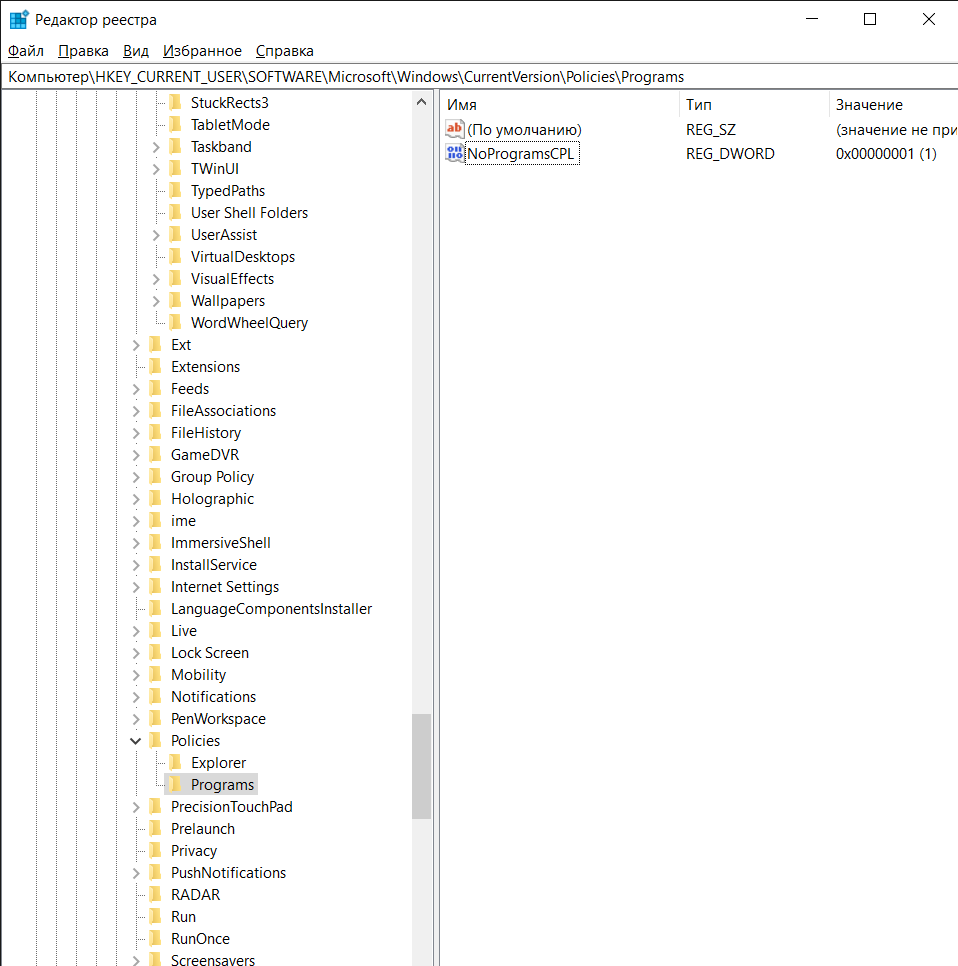 Редактор реестра
Файл Правка Вид Избранное Справка
Компьютер\HKEY_CURRENT_USER\SOFTWARE\Microsoft\Windows\CurrentVersion\Policies\Programs
StuckRects3
TabletMode
Taskband
TWinUI
TypedPaths
User Shell Folders
UserAssist
VirtualDesktops
VisualEffects
Wallpapers
WordWheelQuery
Ext
Extensions
Feeds
FileAssociations
FileHistory
GameDVR
Group Policy
Holographic
ime
ImmersiveShell
InstallService
Internet Settings
LanguageComponentsInstaller
Live
Lock Screen
Mobility
Notifications
PenWorkspace
Policies
Explorer
Programs
PrecisionTouchPad
Prelaunch
Privacy
PushNotifications
RADAR
Run
RunOnce
Screensavers
Имя Тип Значение
ab (По умолчанию) REG_SZ (значение не при
NoProgramsCPL REG_DWORD 0x00000001 (1)